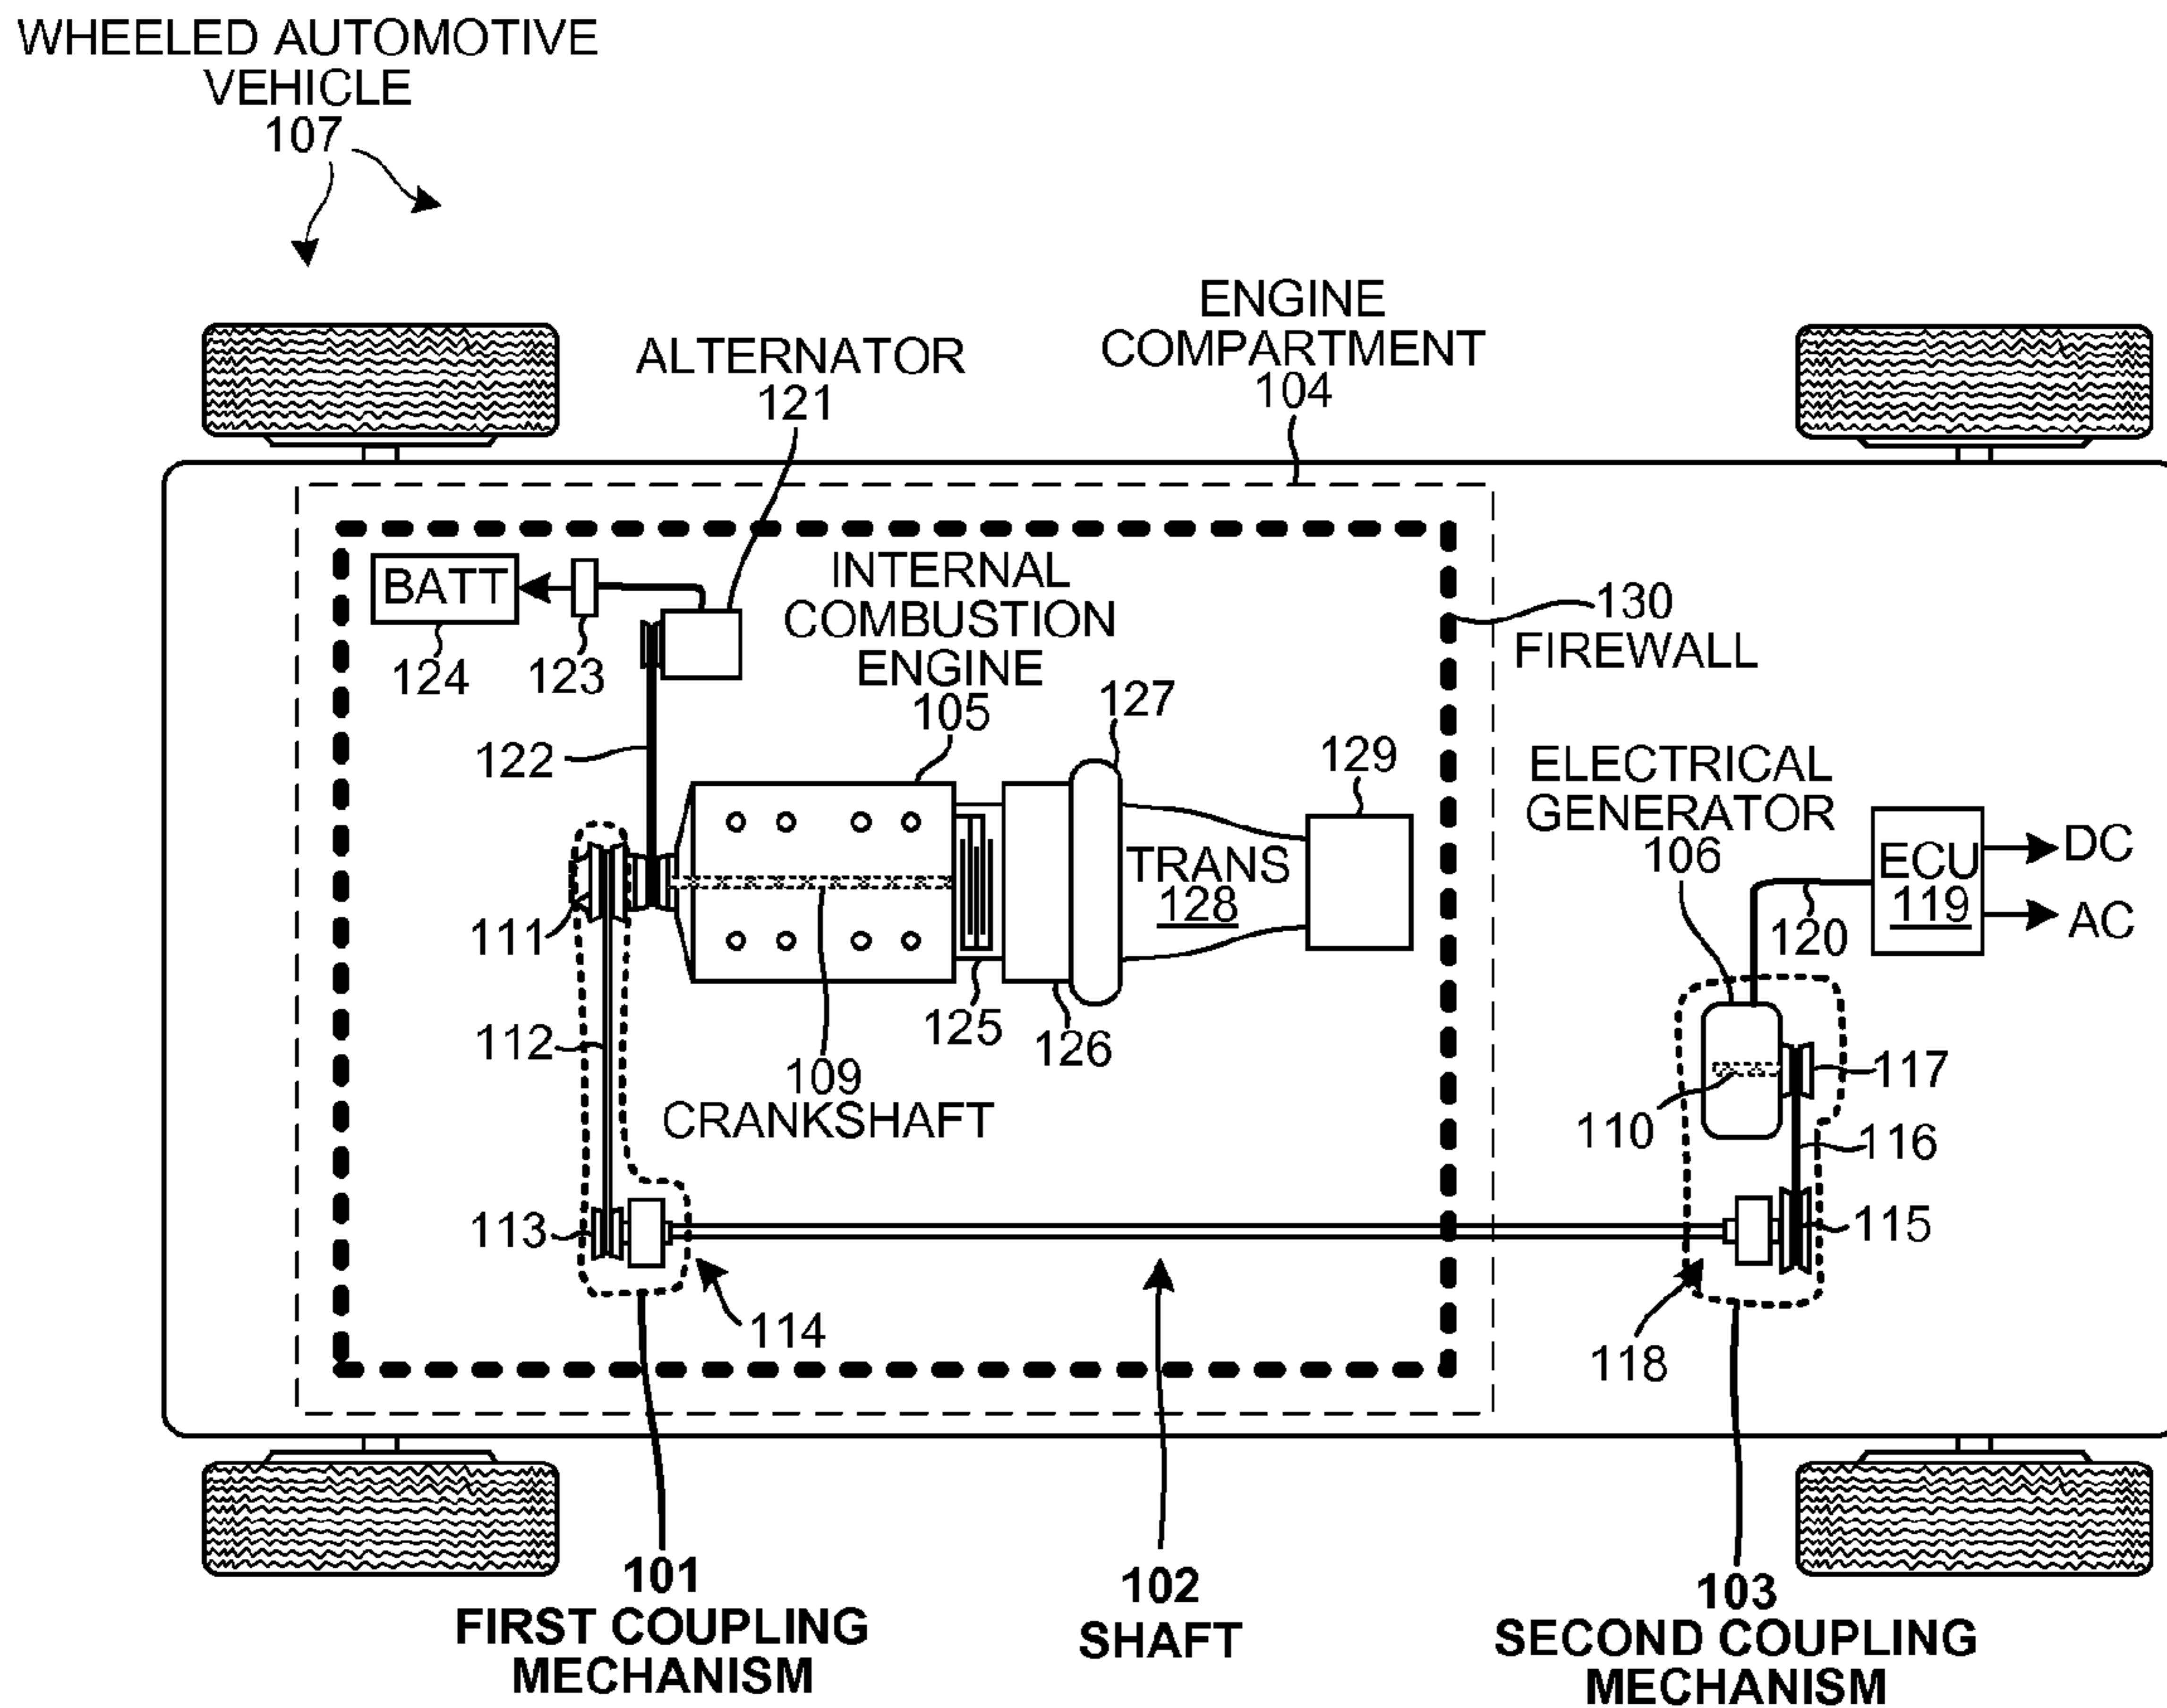 WHEELED AUTOMOTIVE
VEHICLE
107
ENGINE
COMPARTMENT
104
ALTERNATOR
121
BATT
124
123
INTERNAL
COMBUSTION
ENGINE
105
130
FIREWALL
127
122
129
ELECTRICAL
GENERATOR
106
TRANS
128
ECU
119
DC
AC
120
111
125
126
112
109
CRANKSHAFT
117
110
116
113
115
114
118
101
FIRST COUPLING
MECHANISM
102
SHAFT
103
SECOND COUPLING
MECHANISM